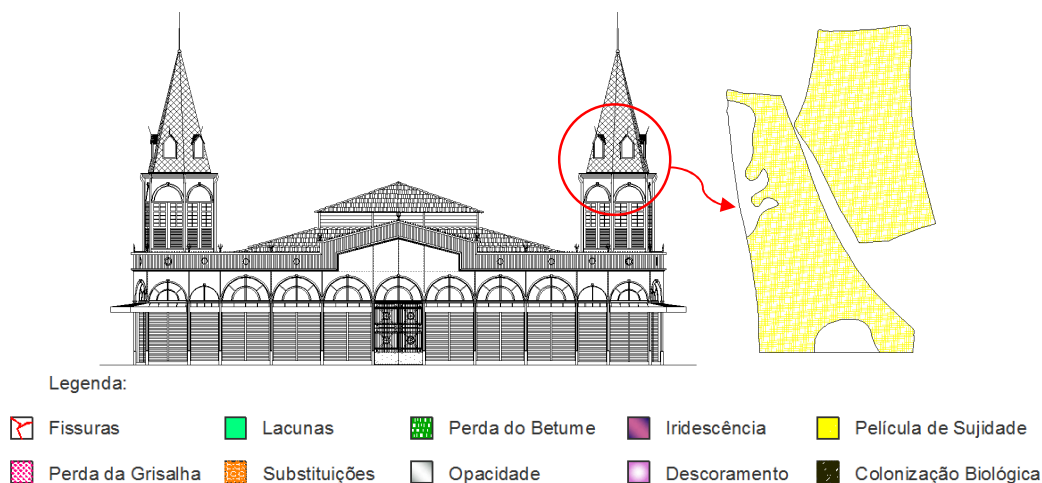 Legenda:
Fissuras Lacunas Perda do Betume Iridescência Película de Sujidade
Perda da Grisalha Substituições Opacidade Descoramento Colonização Biológica